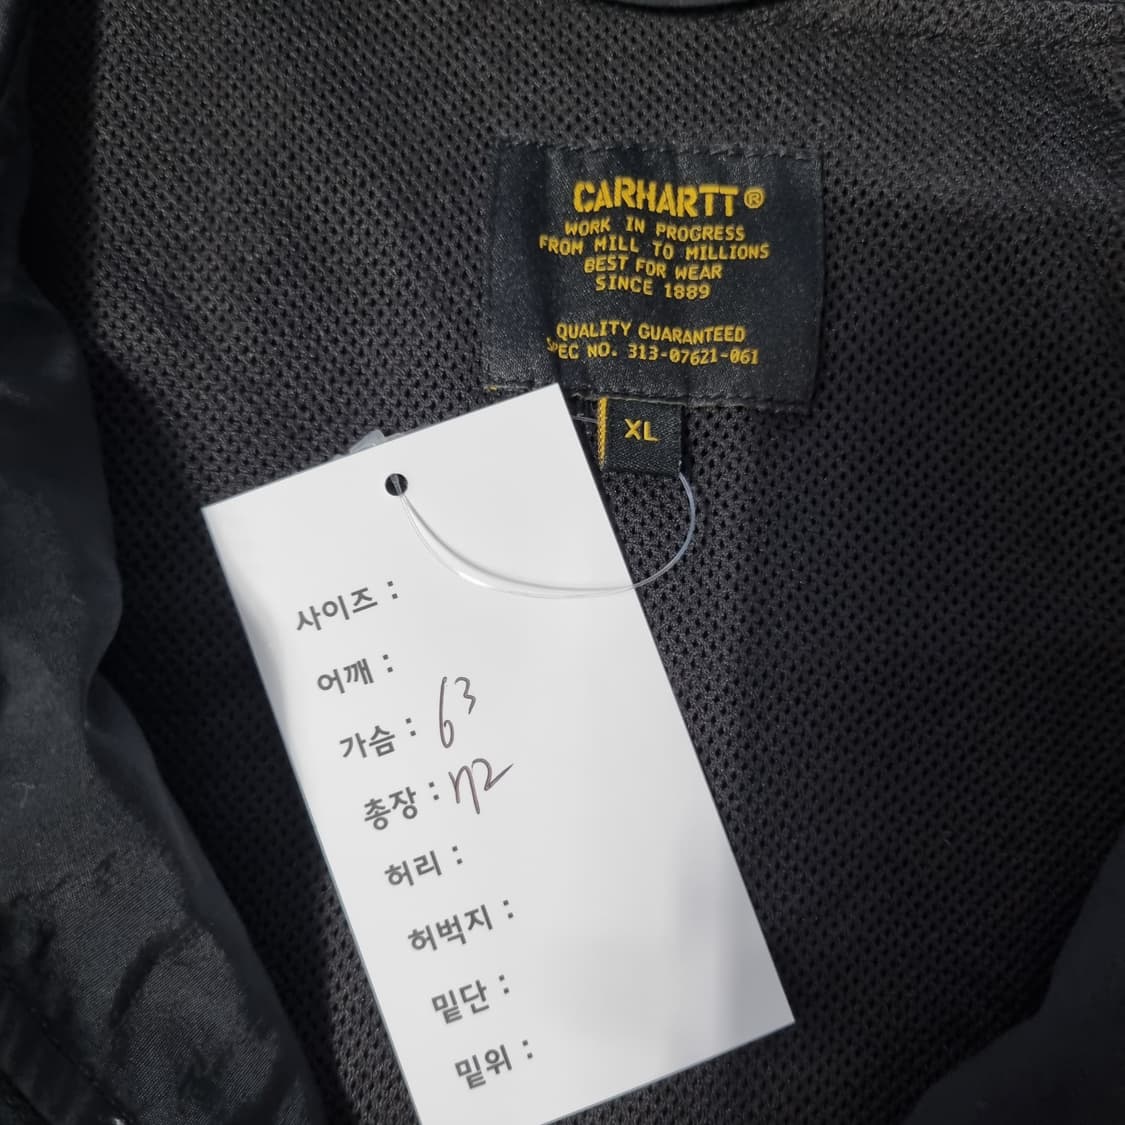 CARHARTT®
WORK IN PROGRESS
FROM MILL TO MILLIONS
BEST FOR WEAR
SINCE 1889
QUALITY GUARANTEED
SPEC NO. 313-07621-061
XL
사이즈 :
어깨 :
가슴 : 63
총장 : 72
허리 :
허벅지 :
밑단 :
밑위 :